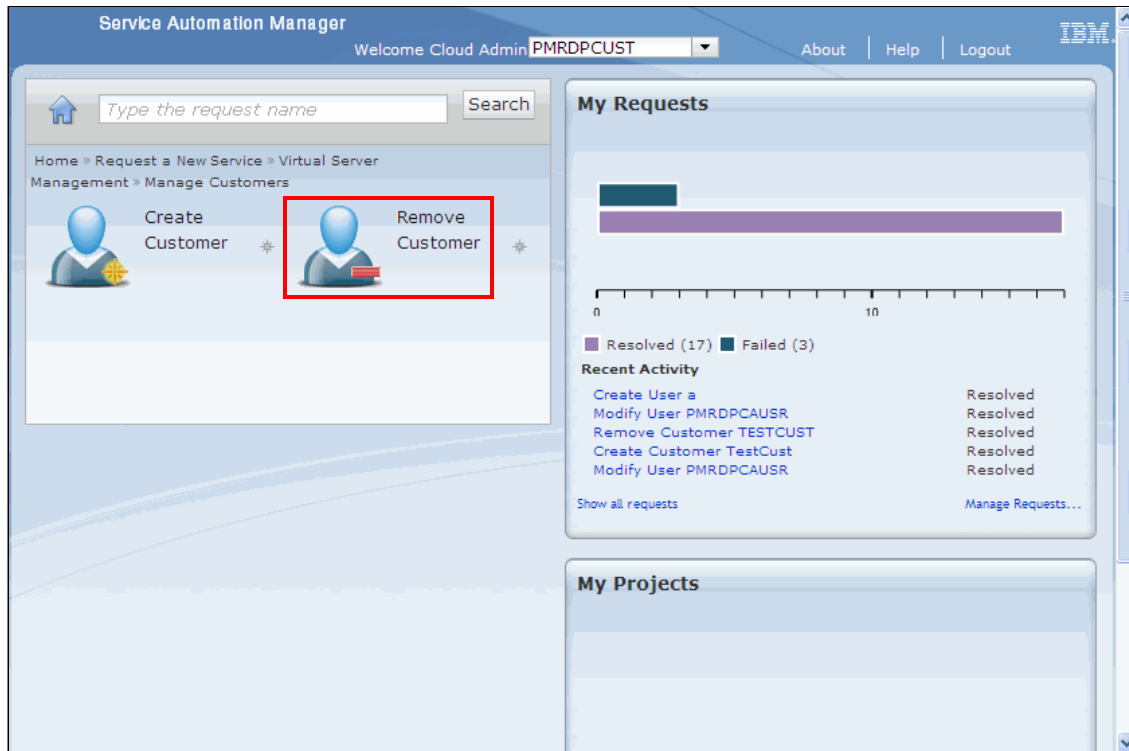 Service Automation Manager
Welcome Cloud Admin PMRDPCUST About Help Logout IBM.
Type the request name Search
Home » Request a New Service » Virtual Server
Management » Manage Customers
Create
Customer
Remove
Customer
My Requests
0 10
Resolved (17) Failed (3)
Recent Activity
Create User a Resolved
Modify User PMRDPCAUSR Resolved
Remove Customer TESTCUST Resolved
Create Customer TestCust Resolved
Modify User PMRDPCAUSR Resolved
Show all requests Manage Requests...
My Projects